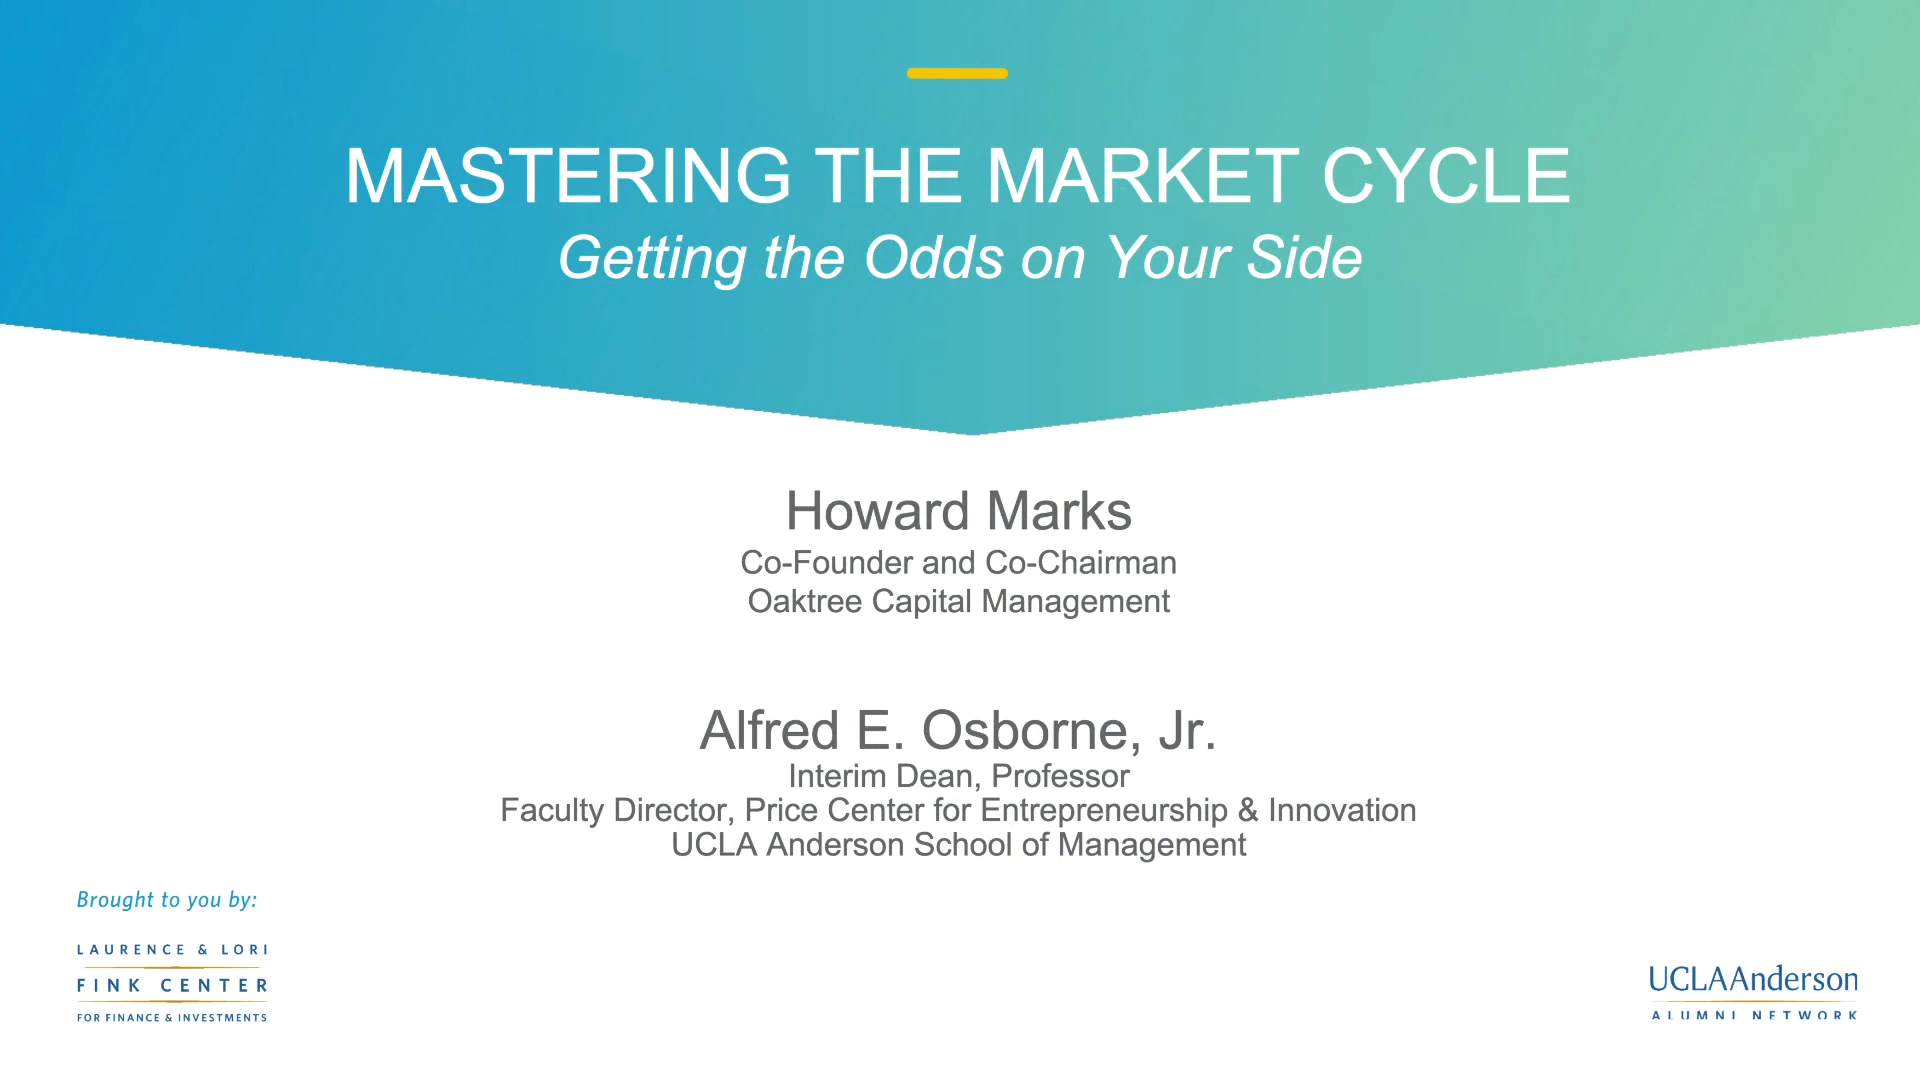 MASTERING THE MARKET CYCLE
Getting the Odds on Your Side
Howard Marks
Co-Founder and Co-Chairman
Oaktree Capital Management
Alfred E. Osborne, Jr.
Interim Dean, Professor
Faculty Director, Price Center for Entrepreneurship & Innovation
UCLA Anderson School of Management
Brought to you by:
LAURENCE & LORI
FINK CENTER
FOR FINANCE & INVESTMENTS
UCLAAnderson
ALUMNI NETWORK